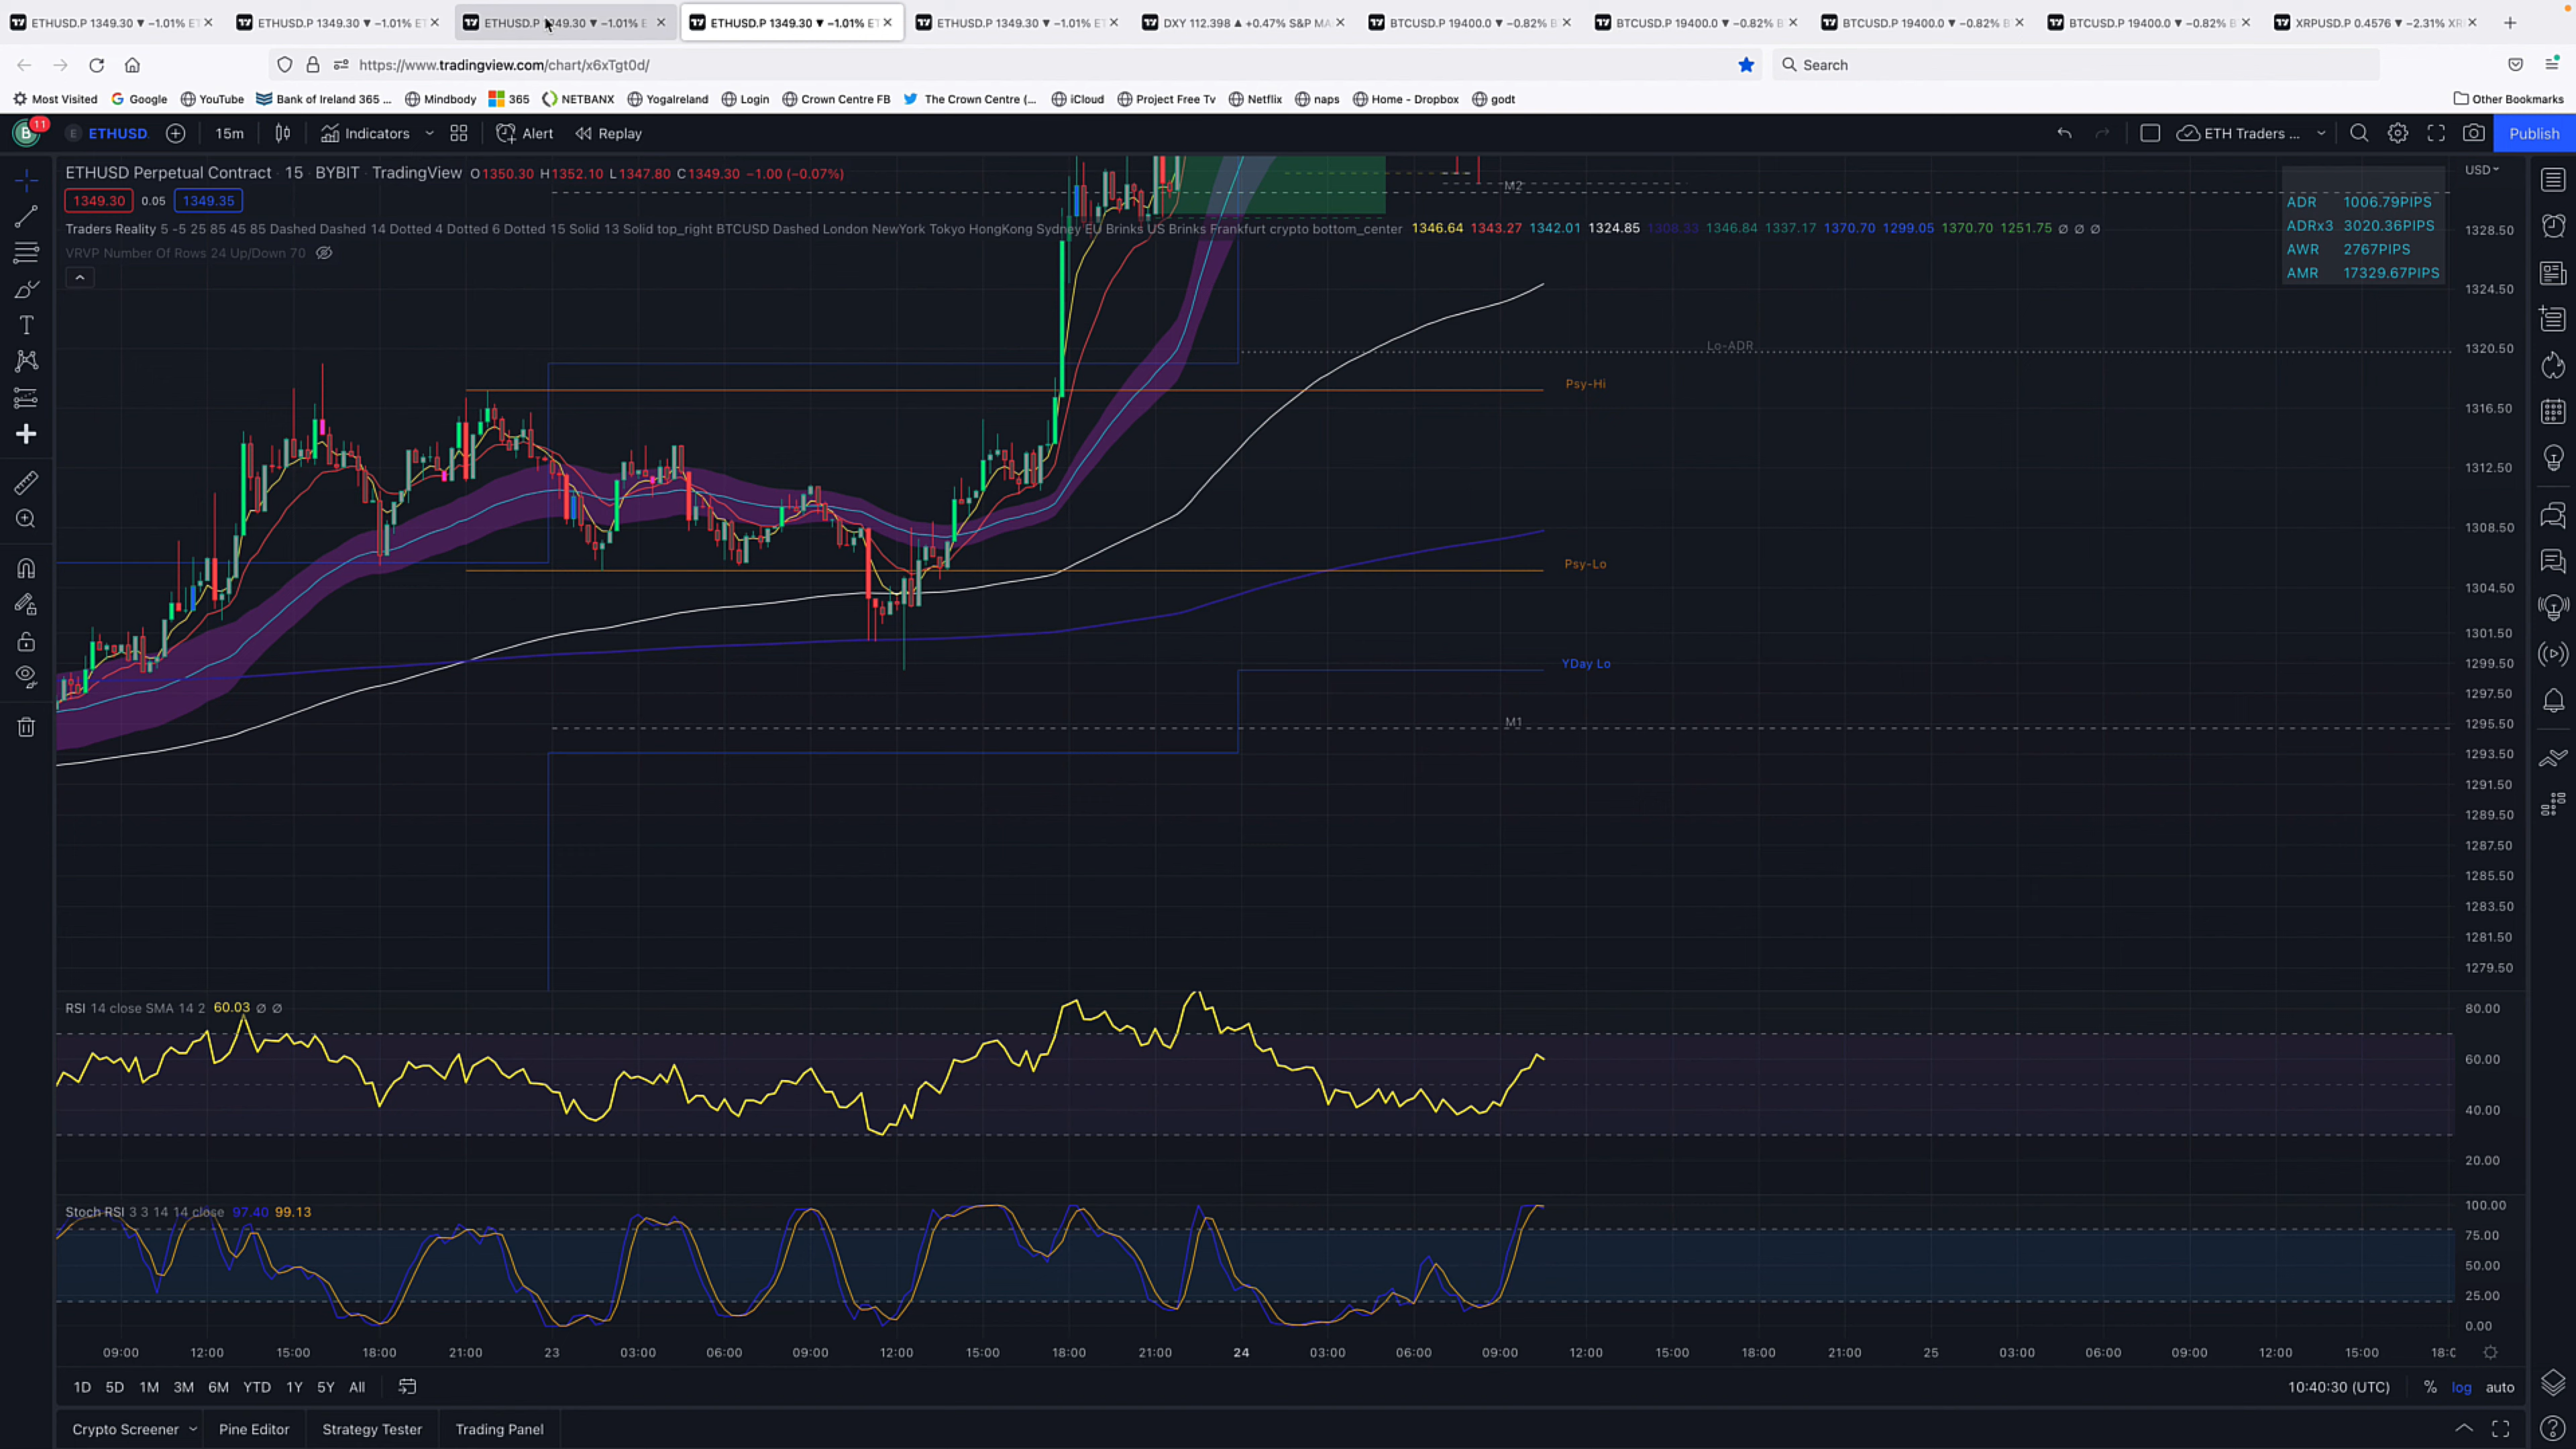 ETHUSD.P 1349.30 ▼ −1.01% ET
ETHUSD.P 1349.30 ▼ −1.01% ET
ETHUSD.P 1349.30 ▼ −1.01% E
ETHUSD.P 1349.30 ▼ −1.01% ET
ETHUSD.P 1349.30 ▼ −1.01% ET
DXY 112.398 ▲ +0.47% S&P MA
BTCUSD.P 19400.0 ▼ −0.82% B
BTCUSD.P 19400.0 ▼ −0.82% B
BTCUSD.P 19400.0 ▼ −0.82% B
BTCUSD.P 19400.0 ▼ −0.82% B
XRPUSD.P 0.4576 ▼ −2.31% XR
https://www.tradingview.com/chart/x6xTgt0d/
Search
Most Visited Google YouTube Bank of Ireland 365 ... Mindbody 365 NETBANX YogaIreland Login Crown Centre FB The Crown Centre (... iCloud Project Free Tv Netflix naps Home - Dropbox godt Other Bookmarks
B 11 E ETHUSD 15m Indicators Alert Replay ETH Traders ... Publish
ETHUSD Perpetual Contract · 15 · BYBIT · TradingView O1350.30 H1352.10 L1347.80 C1349.30 −1.00 (−0.07%)
1349.30 0.05 1349.35
Traders Reality 5 -5 25 85 45 85 Dashed Dashed 14 Dotted 4 Dotted 6 Dotted 15 Solid 13 Solid top_right BTCUSD Dashed London NewYork Tokyo HongKong Sydney EU Brinks US Brinks Frankfurt crypto bottom_center 1346.64 1343.27 1342.01 1324.85 1308.33 1346.84 1337.17 1370.70 1299.05 1370.70 1251.75 ∅ ∅ ∅
VRVP Number Of Rows 24 Up/Down 70
USD
ADR 1006.79PIPS
ADRx3 3020.36PIPS
AWR 2767PIPS
AMR 17329.67PIPS
M2
Lo-ADR
Psy-Hi
Psy-Lo
YDay Lo
M1
1328.50
1324.50
1320.50
1316.50
1312.50
1308.50
1304.50
1301.50
1299.50
1297.50
1295.50
1293.50
1291.50
1289.50
1287.50
1285.50
1283.50
1281.50
1279.50
RSI 14 close SMA 14 2 60.03 ∅ ∅
80.00
60.00
40.00
20.00
Stoch RSI 3 3 14 14 close 97.40 99.13
100.00
75.00
50.00
25.00
0.00
09:00 12:00 15:00 18:00 21:00 23 03:00 06:00 09:00 12:00 15:00 18:00 21:00 24 03:00 06:00 09:00 12:00 15:00 18:00 21:00 25 03:00 06:00 09:00 12:00 15:00 18:0
1D 5D 1M 3M 6M YTD 1Y 5Y All 10:40:30 (UTC) % log auto
Crypto Screener Pine Editor Strategy Tester Trading Panel